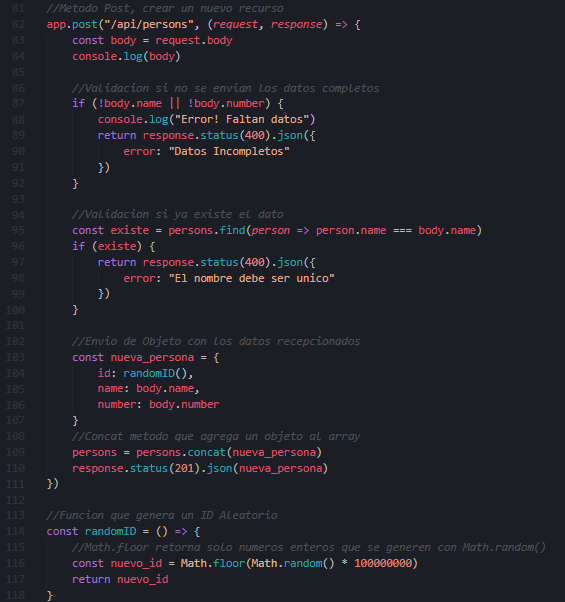 81 //Metodo Post, crear un nuevo recurso
82 app.post("/api/persons", (request, response) => {
83     const body = request.body
84     console.log(body)
85
86     //Validacion si no se envian los datos completos
87     if (!body.name || !body.number) {
88         console.log("Error! Faltan datos")
89         return response.status(400).json({
90             error: "Datos Incompletos"
91         })
92     }
93
94     //Validacion si ya existe el dato
95     const existe = persons.find(person => person.name === body.name)
96     if (existe) {
97         return response.status(400).json({
98             error: "El nombre debe ser unico"
99         })
100     }
101
102     //Envio de Objeto con los datos recepcionados
103     const nueva_persona = {
104         id: randomID(),
105         name: body.name,
106         number: body.number
107     }
108     //Concat metodo que agrega un objeto al array
109     persons = persons.concat(nueva_persona)
110     response.status(201).json(nueva_persona)
111 })
112
113 //Funcion que genera un ID Aleatorio
114 const randomID = () => {
115     //Math.floor retorna solo numeros enteros que se generen con Math.random()
116     const nuevo_id = Math.floor(Math.random() * 100000000)
117     return nuevo_id
118 }